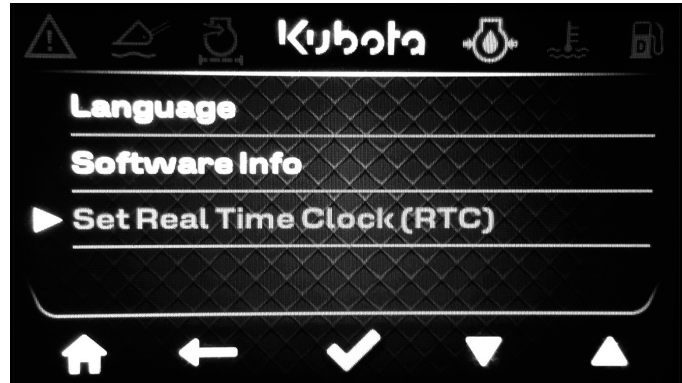 Kubota
Language
Software Info
Set Real Time Clock (RTC)
D